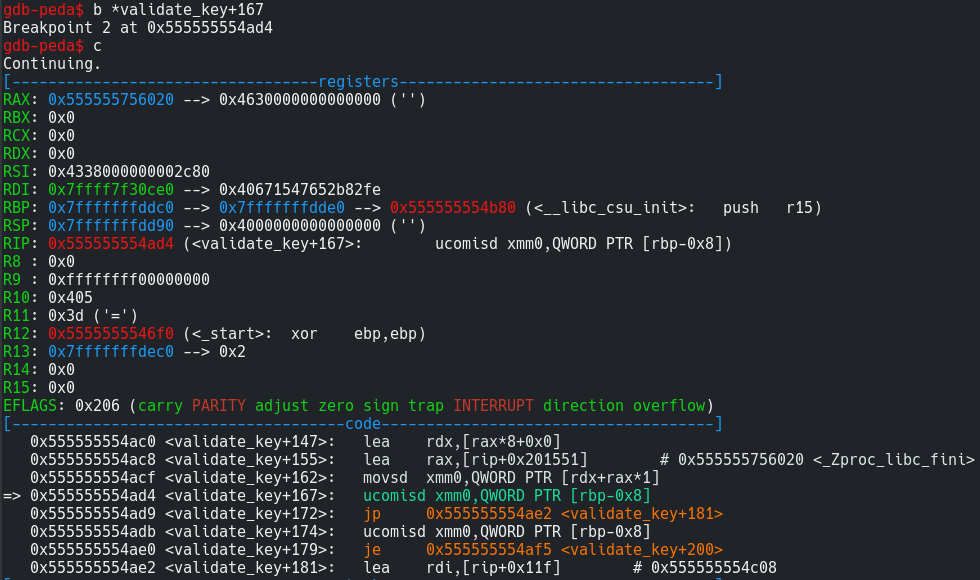 gdb-peda$ b *validate_key+167
Breakpoint 2 at 0x555555554ad4
gdb-peda$ c
Continuing.
[----------------------------------registers-----------------------------------]
RAX: 0x555555756020 --> 0x4630000000000000 ('')
RBX: 0x0
RCX: 0x0
RDX: 0x0
RSI: 0x4338000000002c80
RDI: 0x7ffff7f30ce0 --> 0x40671547652b82fe
RBP: 0x7fffffffddc0 --> 0x7fffffffdde0 --> 0x555555554b80 (<__libc_csu_init>:   push   r15)
RSP: 0x7fffffffdd90 --> 0x4000000000000000 ('')
RIP: 0x555555554ad4 (<validate_key+167>:        ucomisd xmm0,QWORD PTR [rbp-0x8])
R8 : 0x0
R9 : 0xffffffff00000000
R10: 0x405
R11: 0x3d ('=')
R12: 0x5555555546f0 (<_start>:  xor    ebp,ebp)
R13: 0x7fffffffdec0 --> 0x2
R14: 0x0
R15: 0x0
EFLAGS: 0x206 (carry PARITY adjust zero sign trap INTERRUPT direction overflow)
[-------------------------------------code-------------------------------------]
   0x555555554ac0 <validate_key+147>:   lea    rdx,[rax*8+0x0]
   0x555555554ac8 <validate_key+155>:   lea    rax,[rip+0x201551]        # 0x555555756020 <_Zproc_libc_fini>
   0x555555554acf <validate_key+162>:   movsd  xmm0,QWORD PTR [rdx+rax*1]
=> 0x555555554ad4 <validate_key+167>:   ucomisd xmm0,QWORD PTR [rbp-0x8]
   0x555555554ad9 <validate_key+172>:   jp     0x555555554ae2 <validate_key+181>
   0x555555554adb <validate_key+174>:   ucomisd xmm0,QWORD PTR [rbp-0x8]
   0x555555554ae0 <validate_key+179>:   je     0x555555554af5 <validate_key+200>
   0x555555554ae2 <validate_key+181>:   lea    rdi,[rip+0x11f]        # 0x555555554c08